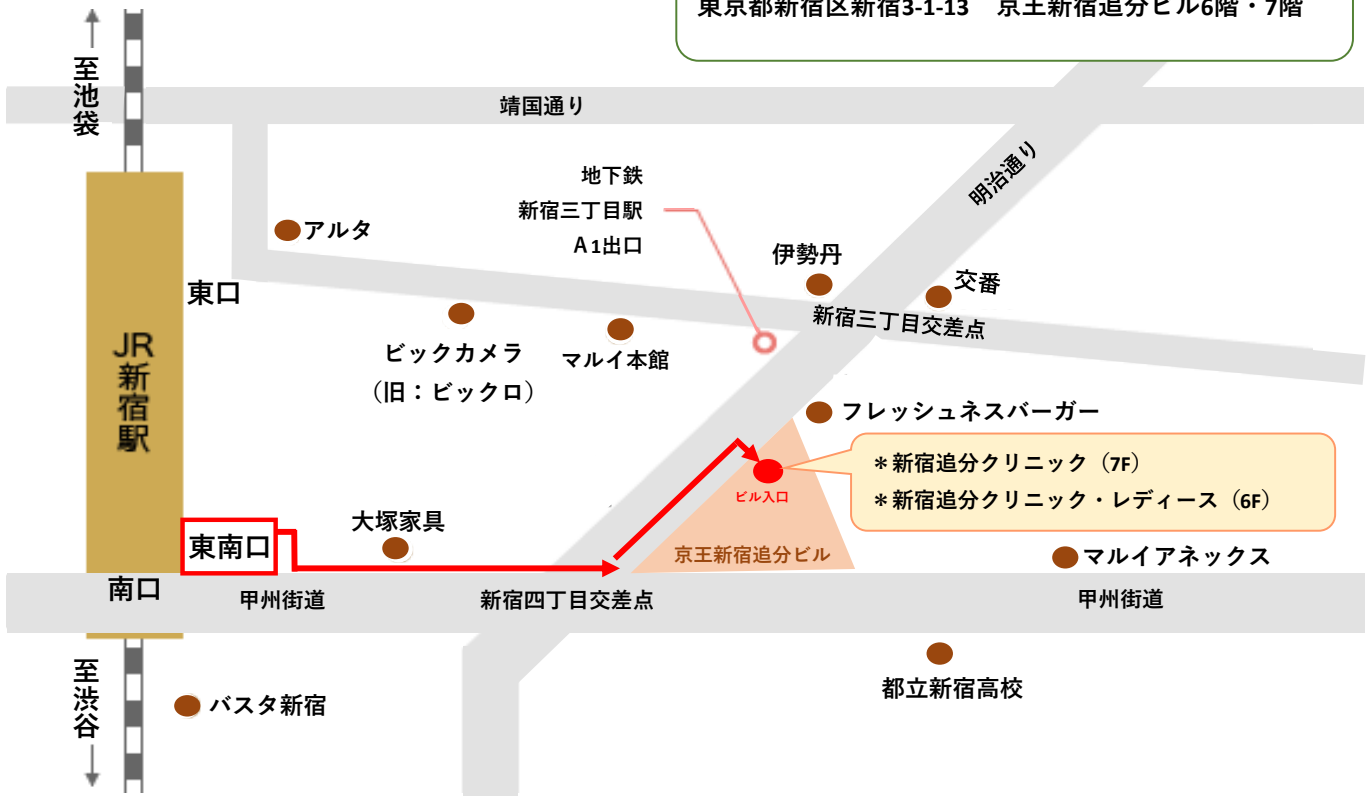 東京都新宿区新宿3-1-13　京王新宿追分ビル6階・7階
至池袋
靖国通り
明治通り
地下鉄
新宿三丁目駅
A1出口
アルタ
伊勢丹
交番
東口
新宿三丁目交差点
JR新宿駅
ビックカメラ
（旧：ビックロ）
マルイ本館
フレッシュネスバーガー
＊新宿追分クリニック（7F）
＊新宿追分クリニック・レディース（6F）
ビル入口
大塚家具
東南口
京王新宿追分ビル
マルイアネックス
南口
甲州街道
新宿四丁目交差点
甲州街道
至渋谷
バスタ新宿
都立新宿高校